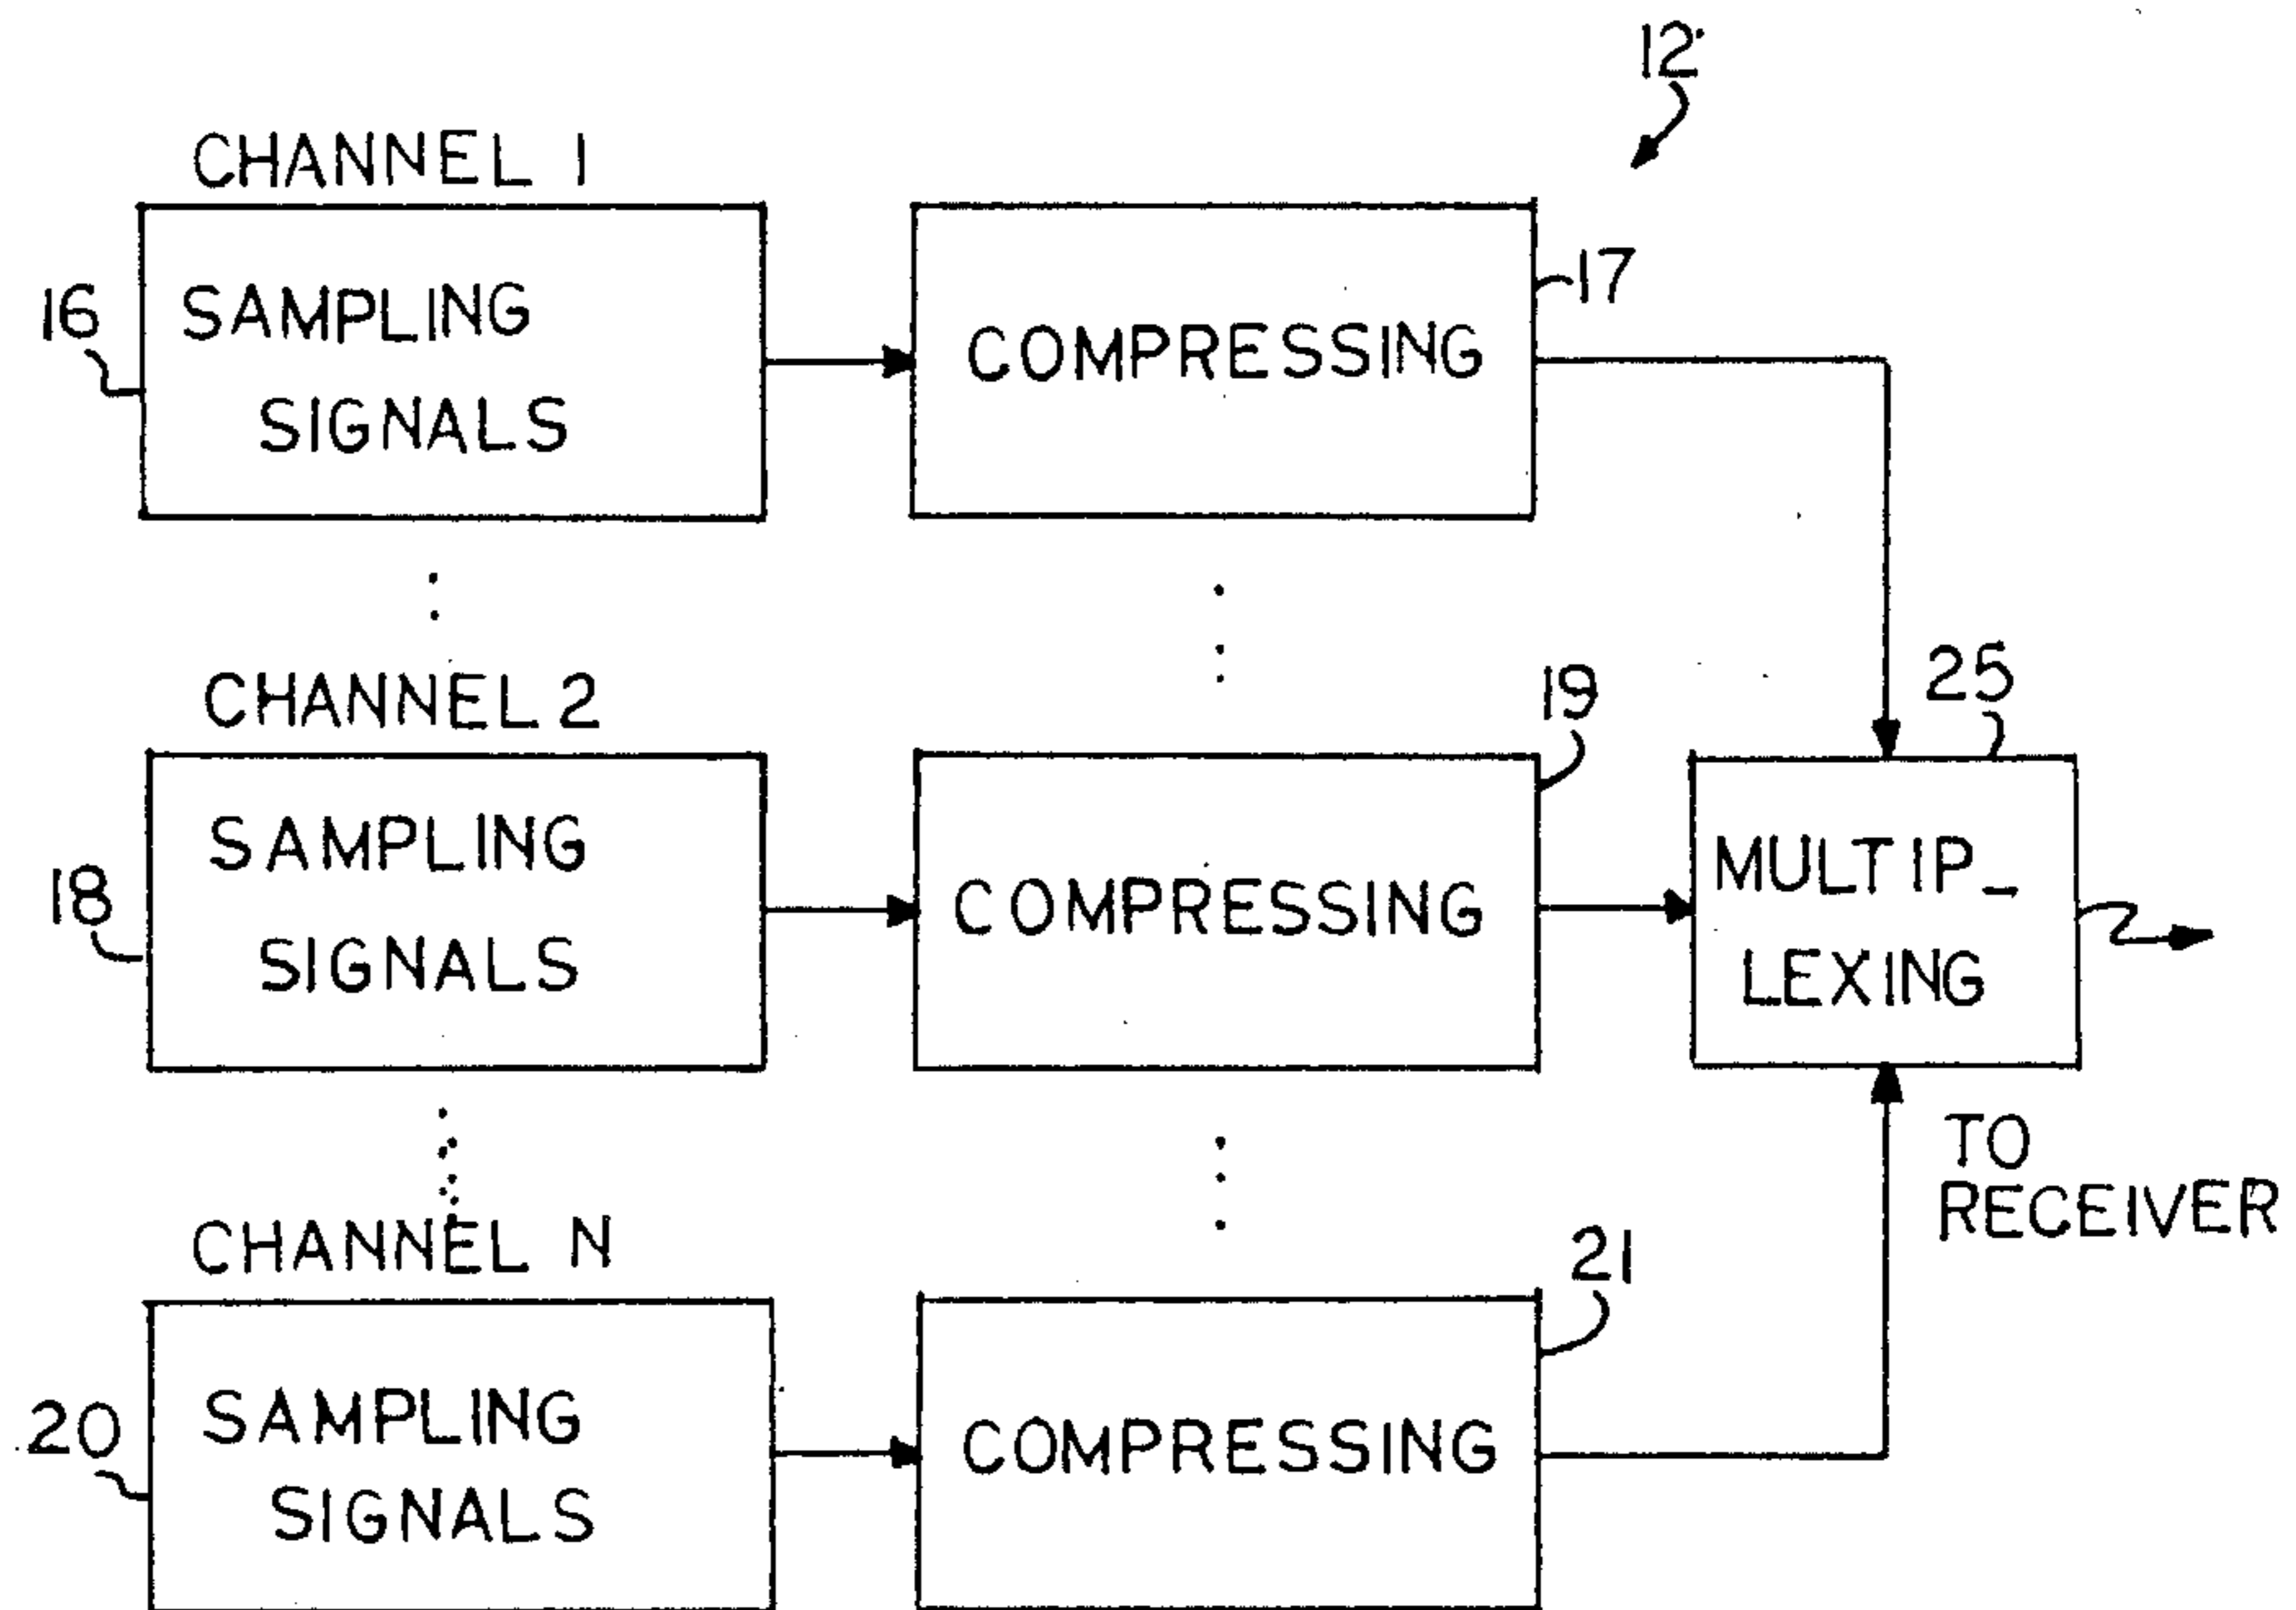 12
CHANNEL 1
16
SAMPLING
SIGNALS
COMPRESSING
17
CHANNEL 2
18
SAMPLING
SIGNALS
COMPRESSING
19
25
MULTIP-
LEXING
TO
RECEIVER
CHANNEL N
20
SAMPLING
SIGNALS
COMPRESSING
21